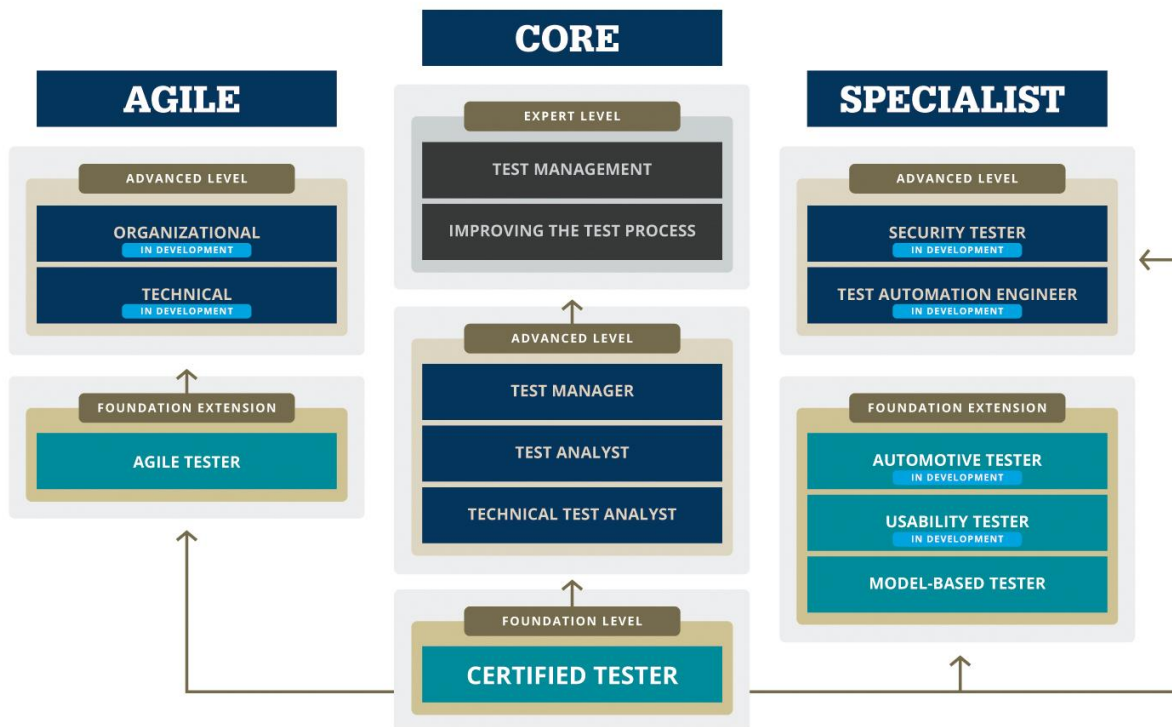 CORE
AGILE
SPECIALIST
EXPERT LEVEL
TEST MANAGEMENT
IMPROVING THE TEST PROCESS
ADVANCED LEVEL
ORGANIZATIONAL
IN DEVELOPMENT
TECHNICAL
IN DEVELOPMENT
ADVANCED LEVEL
SECURITY TESTER
IN DEVELOPMENT
TEST AUTOMATION ENGINEER
IN DEVELOPMENT
ADVANCED LEVEL
TEST MANAGER
TEST ANALYST
TECHNICAL TEST ANALYST
FOUNDATION EXTENSION
AGILE TESTER
FOUNDATION EXTENSION
AUTOMOTIVE TESTER
IN DEVELOPMENT
USABILITY TESTER
IN DEVELOPMENT
MODEL-BASED TESTER
FOUNDATION LEVEL
CERTIFIED TESTER